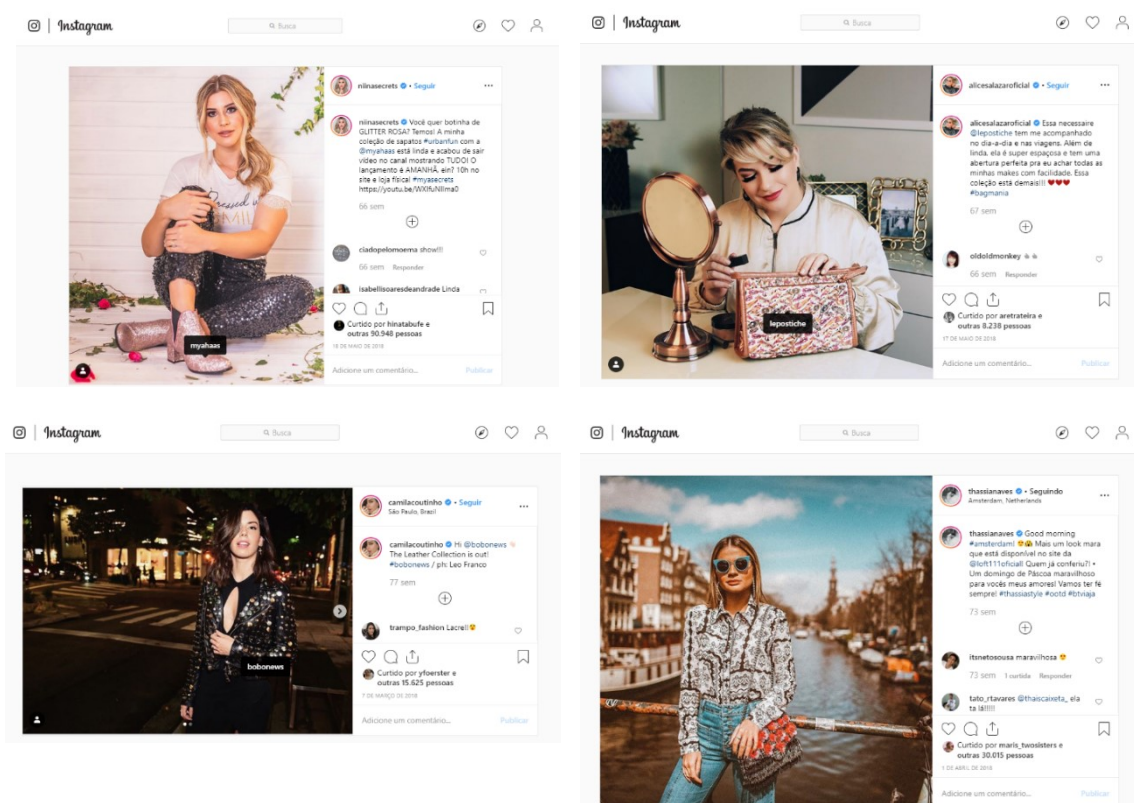 Instagram
Busca
niinasecrets • Seguir
niinasecrets Você quer botinha de
GLITTER ROSA? Temos! A minha
coleção de sapatos #urbanfun com a
@myahaas está linda e acabou de sair
vídeo no canal mostrando TUDO! O
lançamento é AMANHÃ, ein? 10h no
site e loja física! #myasecrets
66 sem
ciadopelomoema show!!!
66 sem Responder
isabellisoaresdeandrade Linda
Curtido por hinatabufe e
outras 90.948 pessoas
Adicione um comentário...
Publicar
myahaas
Instagram
Busca
alicesalazaroficial • Seguir
alicesalazaroficial Essa necessaire
@lepostiche tem me acompanhado
no dia-a-dia e nas viagens. Além de
linda, ela é super espaçosa e tem uma
abertura perfeita pra eu achar todas as
minhas makes com facilidade. Essa
coleção está demais!!! ❤❤❤
#bagmania
67 sem
oldoldmonkey
66 sem Responder
Curtido por aretrateira e
outras 8.238 pessoas
17 DE MAIO DE 2018
Adicione um comentário...
Publicar
lepostiche
Instagram
Busca
camilacoutinho • Seguir
São Paulo, Brazil
camilacoutinho Hi @bobonews
The Leather Collection is out!
#bobonews / ph: Leo Franco
77 sem
trampo_fashion Lacrell
Curtido por yfoerster e
outras 15.625 pessoas
7 DE MARÇO DE 2018
Adicione um comentário...
Publicar
bobonews
Instagram
Busca
thassianaves • Seguindo
Amsterdam, Netherlands
thassianaves Good morning
#amsterdam! Mais um look mara
que está disponível no site da
@loft111oficial! Quem já conferiu?! •
Um domingo de Páscoa maravilhoso
para vocês meus amores! Vamos ter fé
sempre! #thassiastyle #ootd #btviaja
73 sem
itsnetosousa maravilhosa
73 sem 1 curtida Responder
tato_rtavares @thaiscaixeta_ ela
ta lá!!!!!
Curtido por maris_twosisters e
outras 30.015 pessoas
1 DE ABRIL DE 2018
Adicione um comentário...
Publicar